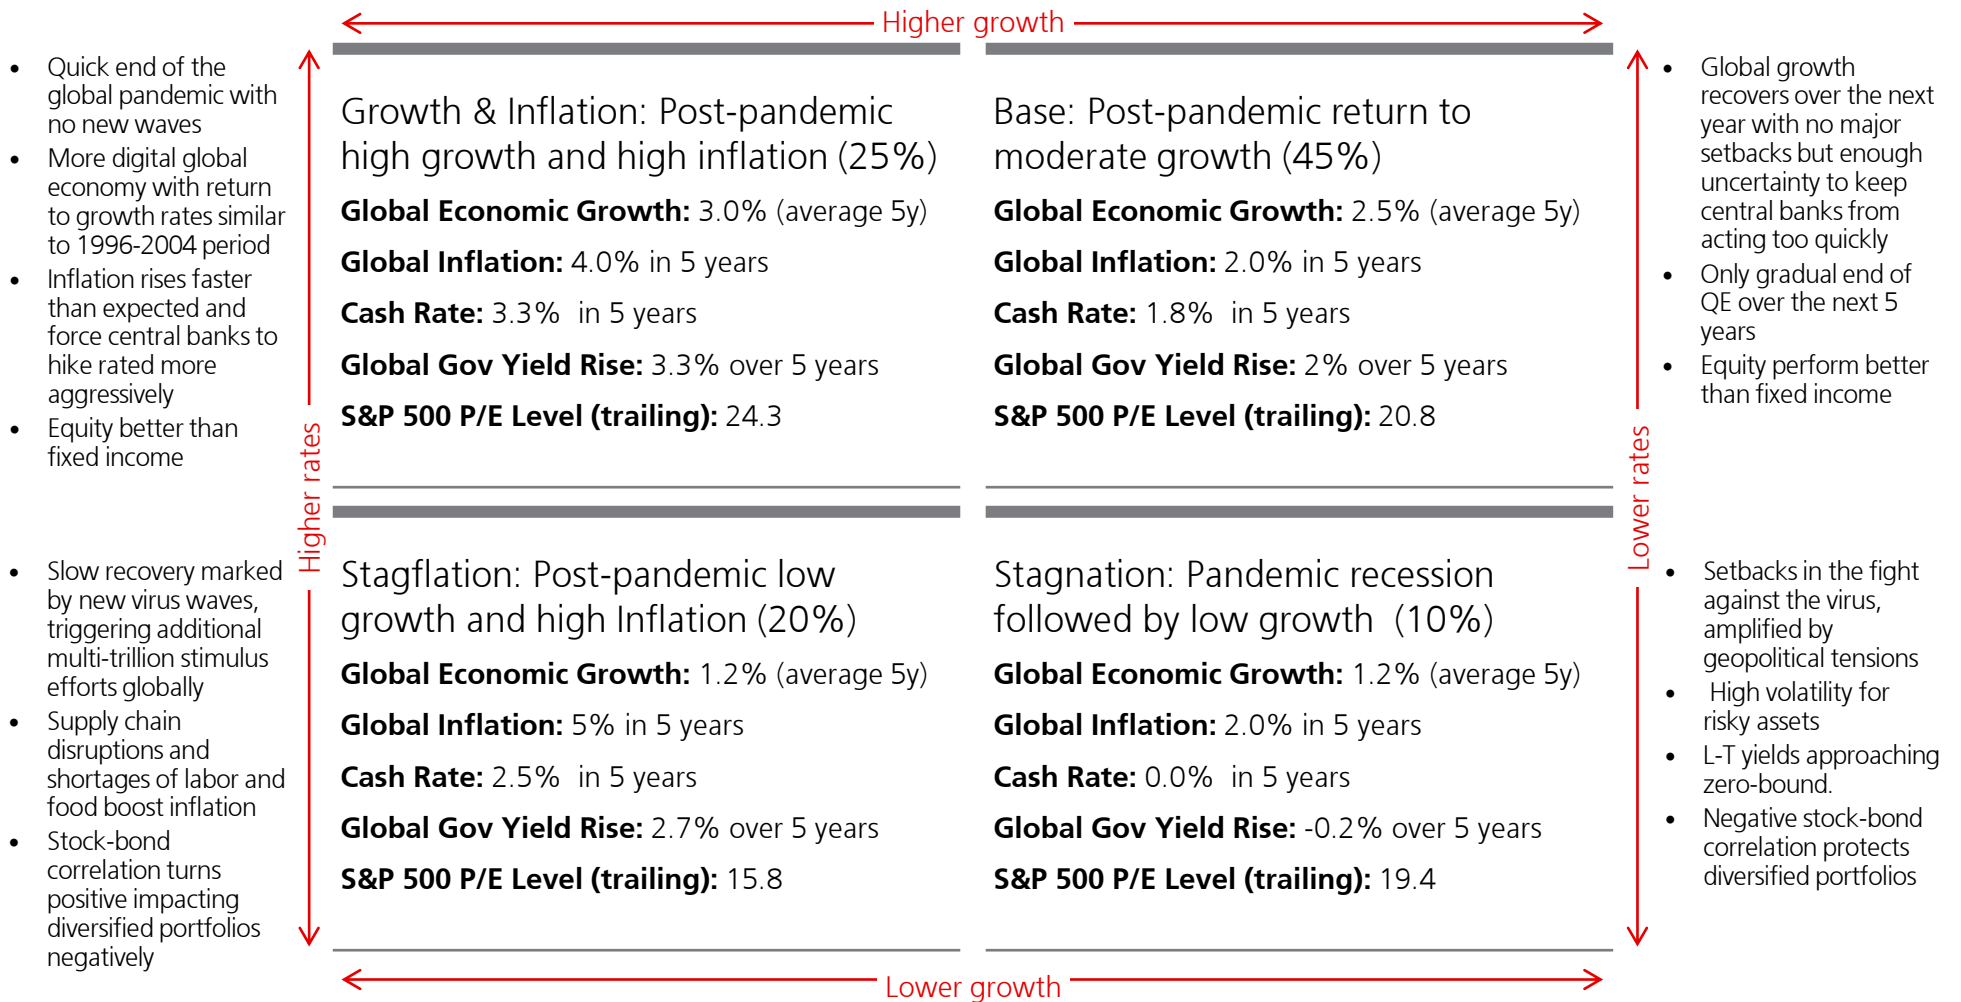 Higher growth
• Quick end of the
global pandemic with
no new waves
• More digital global
economy with return
to growth rates similar
to 1996-2004 period
• Inflation rises faster
than expected and
force central banks to
hike rated more
aggressively
• Equity better than
fixed income
Higher rates
Growth & Inflation: Post-pandemic
high growth and high inflation (25%)
Global Economic Growth: 3.0% (average 5y)
Global Inflation: 4.0% in 5 years
Cash Rate: 3.3% in 5 years
Global Gov Yield Rise: 3.3% over 5 years
S&P 500 P/E Level (trailing): 24.3
Base: Post-pandemic return to
moderate growth (45%)
Global Economic Growth: 2.5% (average 5y)
Global Inflation: 2.0% in 5 years
Cash Rate: 1.8% in 5 years
Global Gov Yield Rise: 2% over 5 years
S&P 500 P/E Level (trailing): 20.8
Lower rates
• Global growth
recovers over the next
year with no major
setbacks but enough
uncertainty to keep
central banks from
acting too quickly
• Only gradual end of
QE over the next 5
years
• Equity perform better
than fixed income
• Slow recovery marked
by new virus waves,
triggering additional
multi-trillion stimulus
efforts globally
• Supply chain
disruptions and
shortages of labor and
food boost inflation
• Stock-bond
correlation turns
positive impacting
diversified portfolios
negatively
Stagflation: Post-pandemic low
growth and high Inflation (20%)
Global Economic Growth: 1.2% (average 5y)
Global Inflation: 5% in 5 years
Cash Rate: 2.5% in 5 years
Global Gov Yield Rise: 2.7% over 5 years
S&P 500 P/E Level (trailing): 15.8
Stagnation: Pandemic recession
followed by low growth (10%)
Global Economic Growth: 1.2% (average 5y)
Global Inflation: 2.0% in 5 years
Cash Rate: 0.0% in 5 years
Global Gov Yield Rise: -0.2% over 5 years
S&P 500 P/E Level (trailing): 19.4
• Setbacks in the fight
against the virus,
amplified by
geopolitical tensions
• High volatility for
risky assets
• L-T yields approaching
zero-bound.
• Negative stock-bond
correlation protects
diversified portfolios
Lower growth